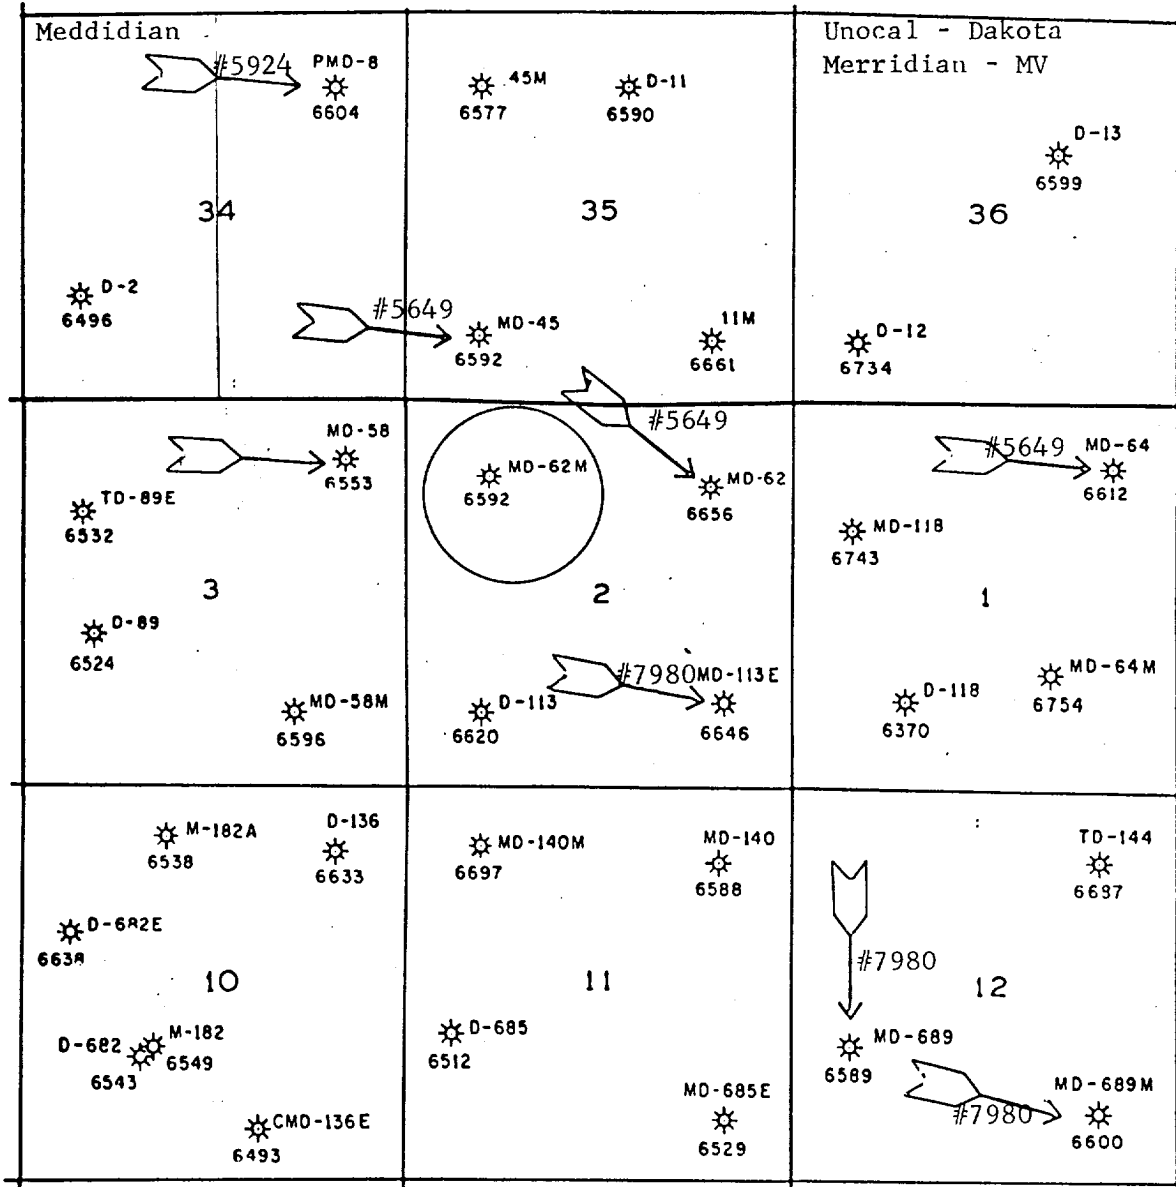 Meddidian
#5924
PMD-8
6604
34
D-2
6496
45M
6577
D-11
6590
35
#5649
MD-45
6592
11M
6661
Unocal - Dakota
Merridian - MV
D-13
6599
36
D-12
6734
MD-58
6553
TD-89E
6532
3
D-89
6524
MD-58M
6596
#5649
MD-62M
6592
MD-62
6656
2
#7980
MD-113E
6646
D-113
6620
#5649
MD-64
6612
MD-118
6743
1
MD-64M
6754
D-118
6370
M-182A
6538
D-136
6633
D-682E
6638
10
M-182
6549
D-682
6543
CMD-136E
6493
MD-140M
6697
MD-140
6588
11
D-685
6512
MD-685E
6529
TD-144
6697
#7980
12
MD-689
6589
#7980
MD-689M
6600